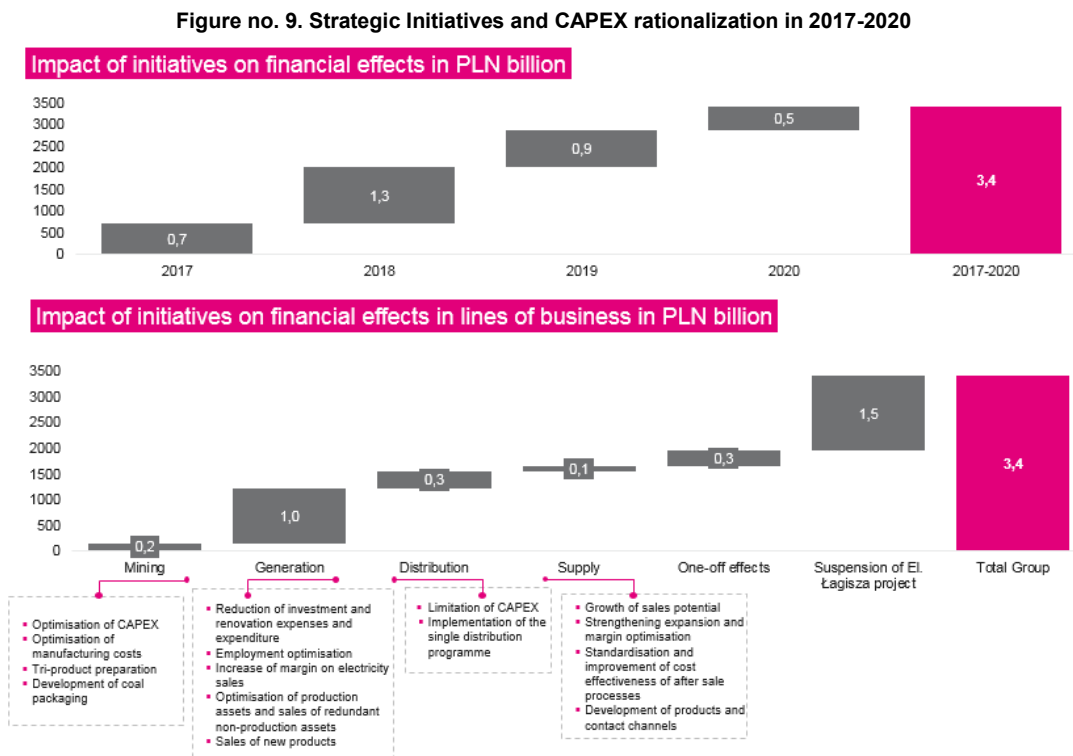 Figure no. 9. Strategic Initiatives and CAPEX rationalization in 2017-2020
Impact of initiatives on financial effects in PLN billion
3500
3000
2500
2000
1500
1000
500
0
0,7
1,3
0,9
0,5
3,4
2017
2018
2019
2020
2017-2020
Impact of initiatives on financial effects in lines of business in PLN billion
3500
3000
2500
2000
1500
1000
500
0
0,2
1,0
0,3
0,1
0,3
1,5
3,4
Mining
Generation
Distribution
Supply
One-off effects
Suspension of El.
Łagisza project
Total Group
▪ Optimisation of CAPEX
▪ Optimisation of
manufacturing costs
▪ Tri-product preparation
▪ Development of coal
packaging
▪ Reduction of investment and
renovation expenses and
expenditure
▪ Employment optimisation
▪ Increase of margin on electricity
sales
▪ Optimisation of production
assets and sales of redundant
non-production assets
▪ Sales of new products
▪ Limitation of CAPEX
▪ Implementation of the
single distribution
programme
▪ Growth of sales potential
▪ Strengthening expansion and
margin optimisation
▪ Standardisation and
improvement of cost
effectiveness of after sale
processes
▪ Development of products and
contact channels